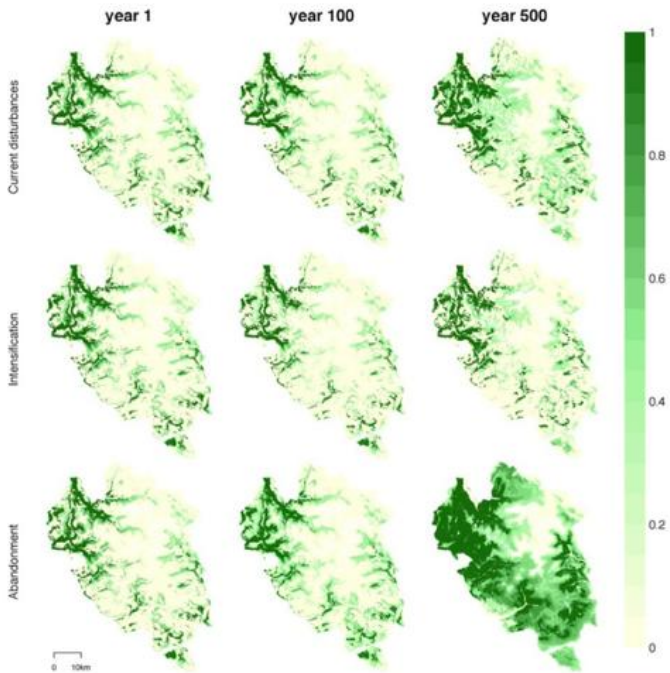 year 1 year 100 year 500
Current disturbances
Intensification
Abandonment
1
0.8
0.6
0.4
0.2
0
0 10km